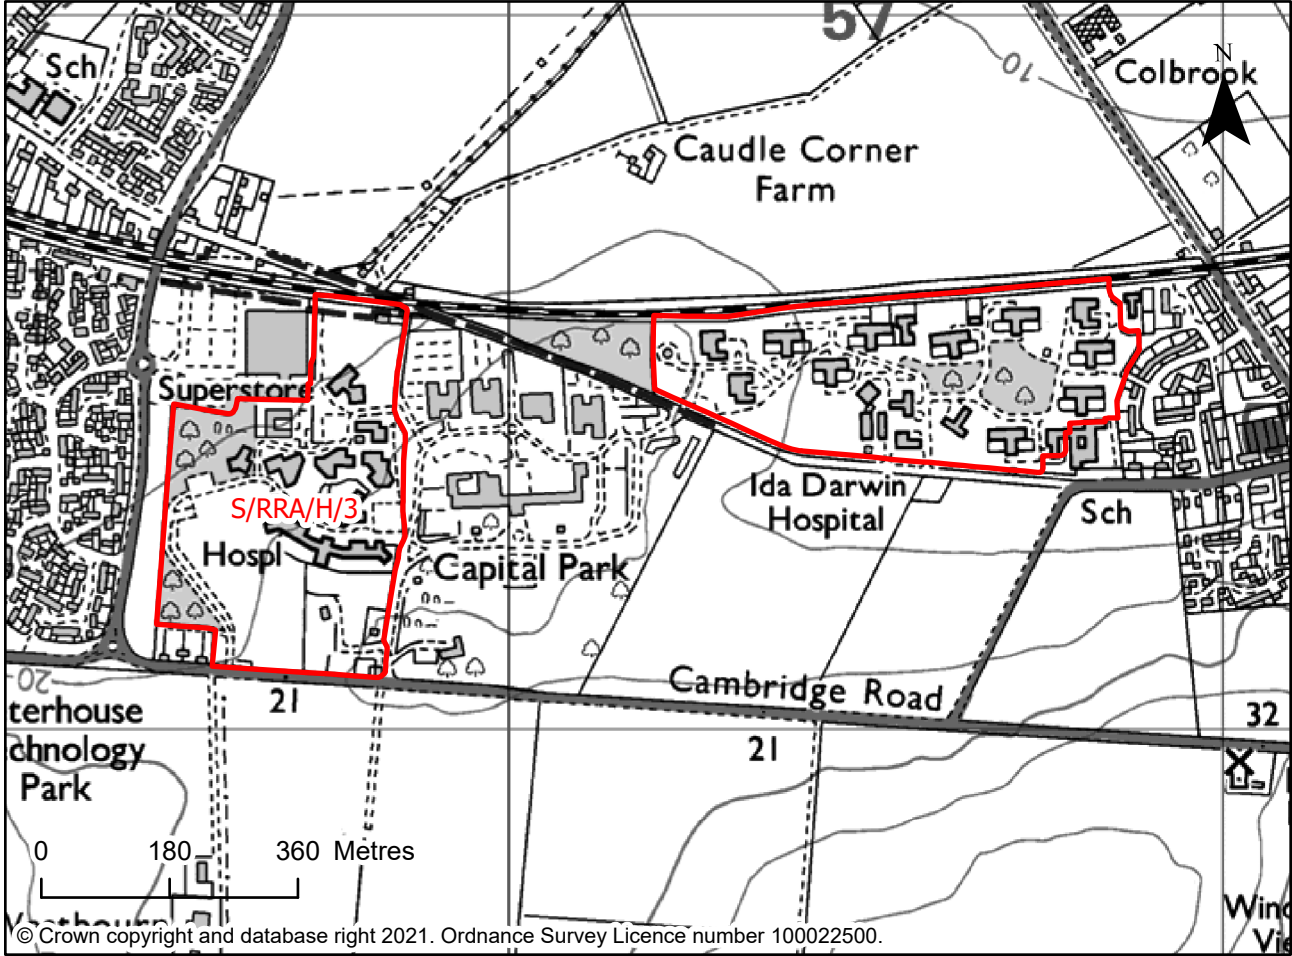 57
Sch
N
Colbrook
10
Caudle Corner
Farm
Superstore
S/RRA/H/3
Hospl
Capital Park
Ida Darwin
Hospital
Sch
20
21
Cambridge Road
21
32
terhouse
chnology
Park
0 180 360 Metres
Wind
Vie
© Crown copyright and database right 2021. Ordnance Survey Licence number 100022500.